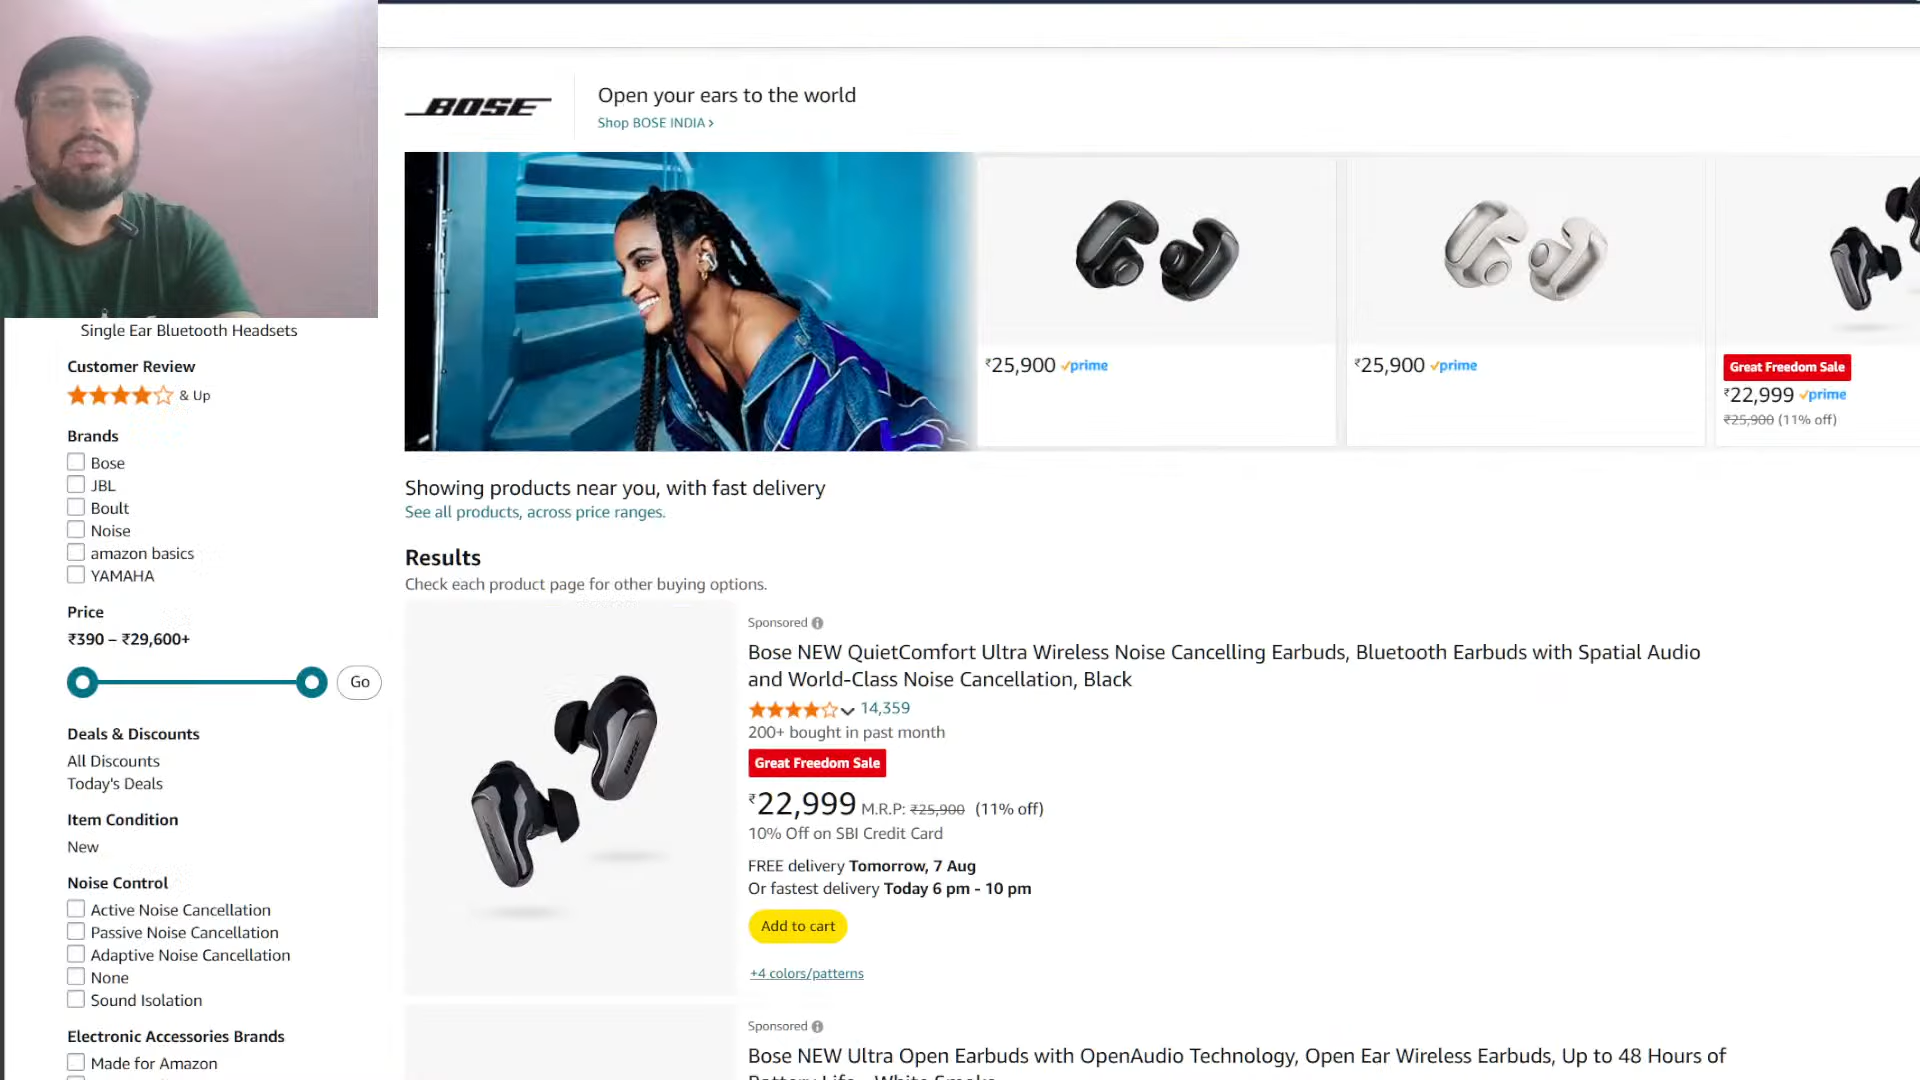 BOSE
Open your ears to the world
Shop BOSE INDIA ›
₹25,900 prime
₹25,900 prime
Great Freedom Sale
₹22,999 prime
₹25,900 (11% off)
Single Ear Bluetooth Headsets
Customer Review
& Up
Brands
Bose
JBL
Boult
Noise
amazon basics
YAMAHA
Price
₹390 – ₹29,600+
Go
Deals & Discounts
All Discounts
Today's Deals
Item Condition
New
Noise Control
Active Noise Cancellation
Passive Noise Cancellation
Adaptive Noise Cancellation
None
Sound Isolation
Electronic Accessories Brands
Made for Amazon
Showing products near you, with fast delivery
See all products, across price ranges.
Results
Check each product page for other buying options.
BOSE
Sponsored
Bose NEW QuietComfort Ultra Wireless Noise Cancelling Earbuds, Bluetooth Earbuds with Spatial Audio
and World-Class Noise Cancellation, Black
14,359
200+ bought in past month
Great Freedom Sale
₹22,999 M.R.P: ₹25,900 (11% off)
10% Off on SBI Credit Card
FREE delivery Tomorrow, 7 Aug
Or fastest delivery Today 6 pm - 10 pm
Add to cart
+4 colors/patterns
Sponsored
Bose NEW Ultra Open Earbuds with OpenAudio Technology, Open Ear Wireless Earbuds, Up to 48 Hours of